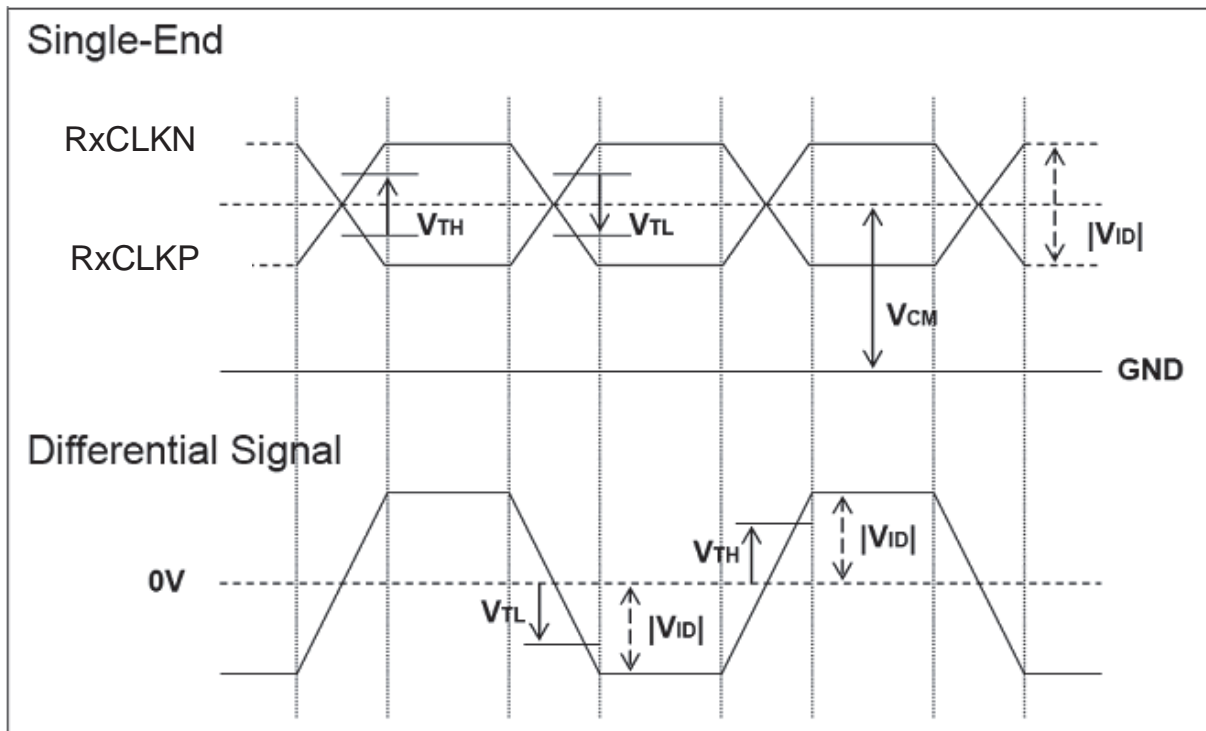 Single-End
RxCLKN
VTH
VTL
|VID|
RxCLKP
VCM
GND
Differential Signal
VTH
|VID|
0V
VTL
|VID|